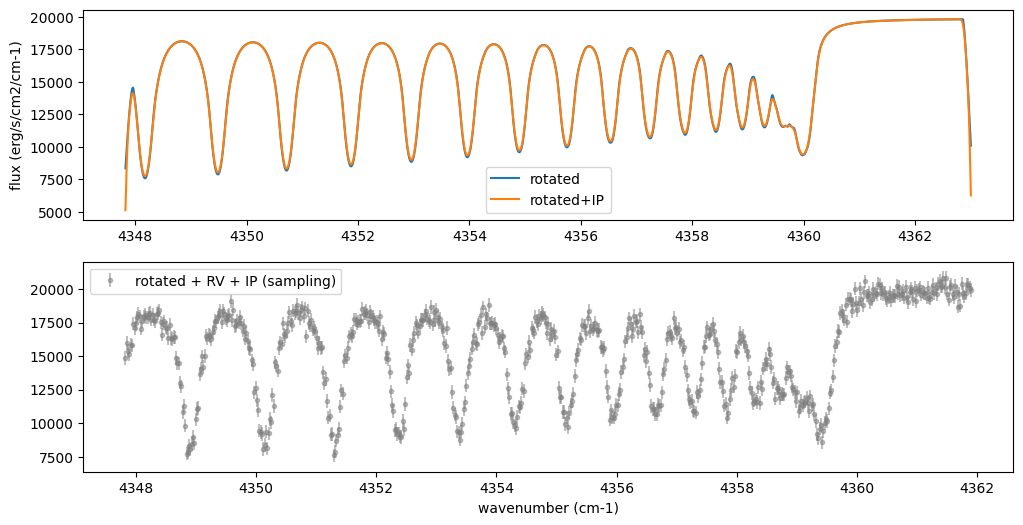 20000
17500
15000
12500
10000
7500
5000
flux (erg/s/cm2/cm-1)
rotated
rotated+IP
4348 4350 4352 4354 4356 4358 4360 4362
rotated + RV + IP (sampling)
20000
17500
15000
12500
10000
7500
4348 4350 4352 4354 4356 4358 4360 4362
wavenumber (cm-1)